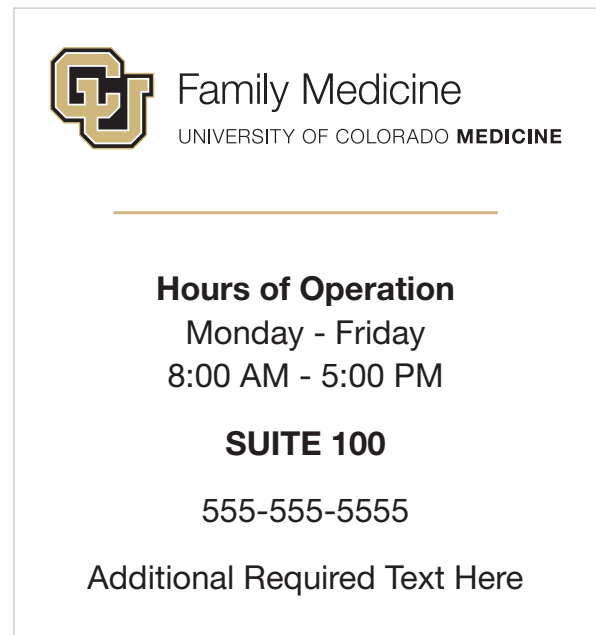 CU
Family Medicine
UNIVERSITY OF COLORADO MEDICINE
Hours of Operation
Monday - Friday
8:00 AM - 5:00 PM
SUITE 100
555-555-5555
Additional Required Text Here